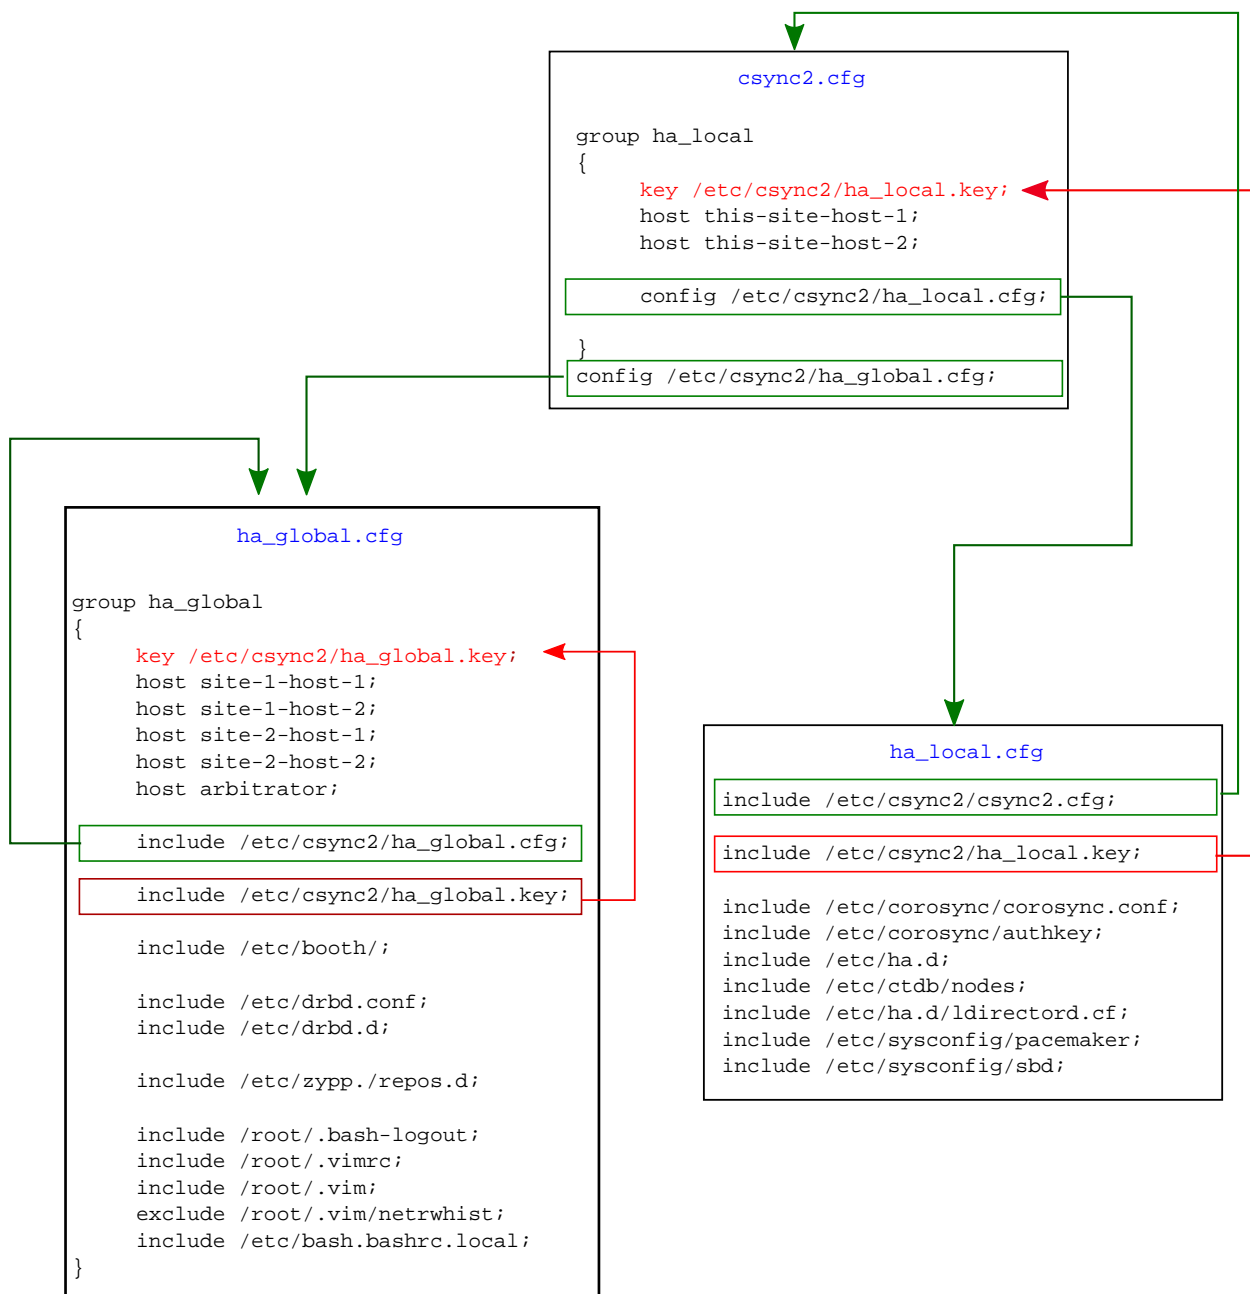 csync2.cfg
group ha_local
{
key /etc/csync2/ha_local.key;
host this-site-host-1;
host this-site-host-2;
config /etc/csync2/ha_local.cfg;
}
config /etc/csync2/ha_global.cfg;
ha_global.cfg
group ha_global
{
key /etc/csync2/ha_global.key;
host site-1-host-1;
host site-1-host-2;
host site-2-host-1;
host site-2-host-2;
host arbitrator;
include /etc/csync2/ha_global.cfg;
include /etc/csync2/ha_global.key;
include /etc/booth/;
include /etc/drbd.conf;
include /etc/drbd.d;
include /etc/zypp./repos.d;
include /root/.bash-logout;
include /root/.vimrc;
include /root/.vim;
exclude /root/.vim/netrwhist;
include /etc/bash.bashrc.local;
}
ha_local.cfg
include /etc/csync2/csync2.cfg;
include /etc/csync2/ha_local.key;
include /etc/corosync/corosync.conf;
include /etc/corosync/authkey;
include /etc/ha.d;
include /etc/ctdb/nodes;
include /etc/ha.d/ldirectord.cf;
include /etc/sysconfig/pacemaker;
include /etc/sysconfig/sbd;